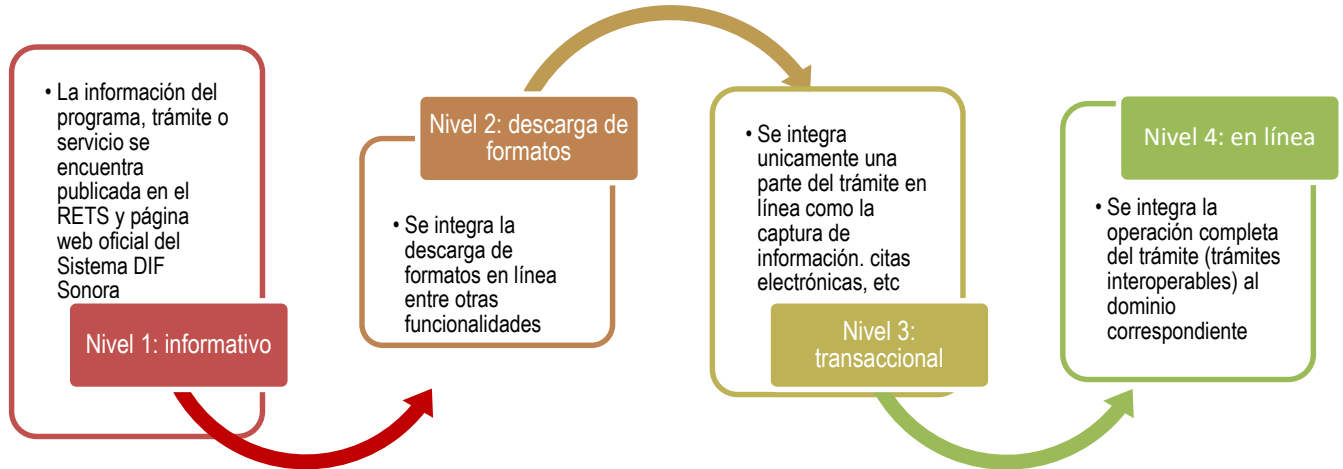 • La información del
programa, trámite o
servicio se
encuentra
publicada en el
RETS y página
web oficial del
Sistema DIF
Sonora
Nivel 1: informativo
Nivel 2: descarga de
formatos
• Se integra la
descarga de
formatos en línea
entre otras
funcionalidades
• Se integra
unicamente una
parte del trámite en
línea como la
captura de
información. citas
electrónicas, etc
Nivel 3:
transaccional
Nivel 4: en línea
• Se integra la
operación completa
del trámite (trámites
interoperables) al
dominio
correspondiente